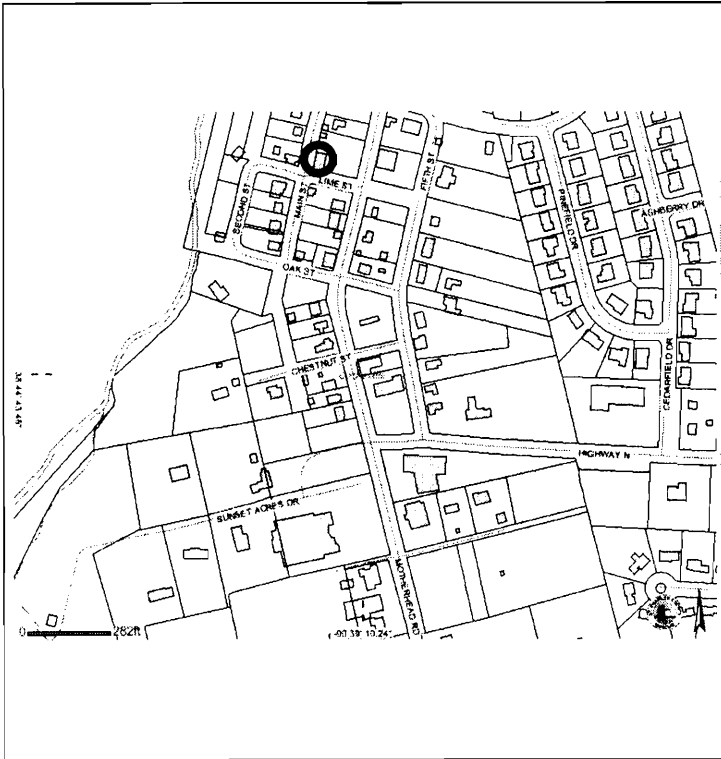 LIME ST
MAIN ST
SECOND ST
FIFTH ST
PINEFIELD DR
ASHBERRY DR
OAK ST
CHESTNUT ST
CEDARFIELD DR
HIGHWAY N
SUNSET ACRES DR
MOTHERHEAD RD
0 282ft